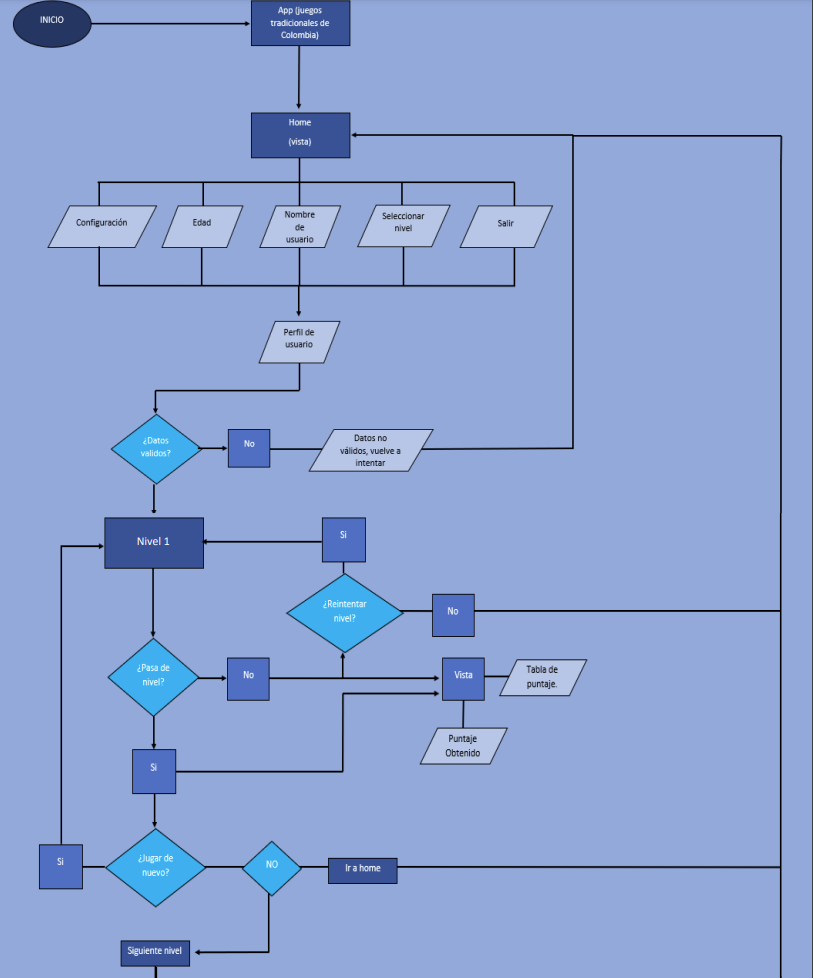 INICIO
App (juegos
tradicionales de
Colombia)
Home
(vista)
Configuración
Edad
Nombre
de
usuario
Seleccionar
nivel
Salir
Perfil de
usuario
¿Datos
validos?
No
Datos no
válidos, vuelve a
intentar
Nivel 1
Si
¿Reintentar
nivel?
No
¿Pasa de
nivel?
No
Vista
Tabla de
puntaje.
Puntaje
Obtenido
Si
Si
¿Jugar de
nuevo?
NO
Ir a home
Siguiente nivel